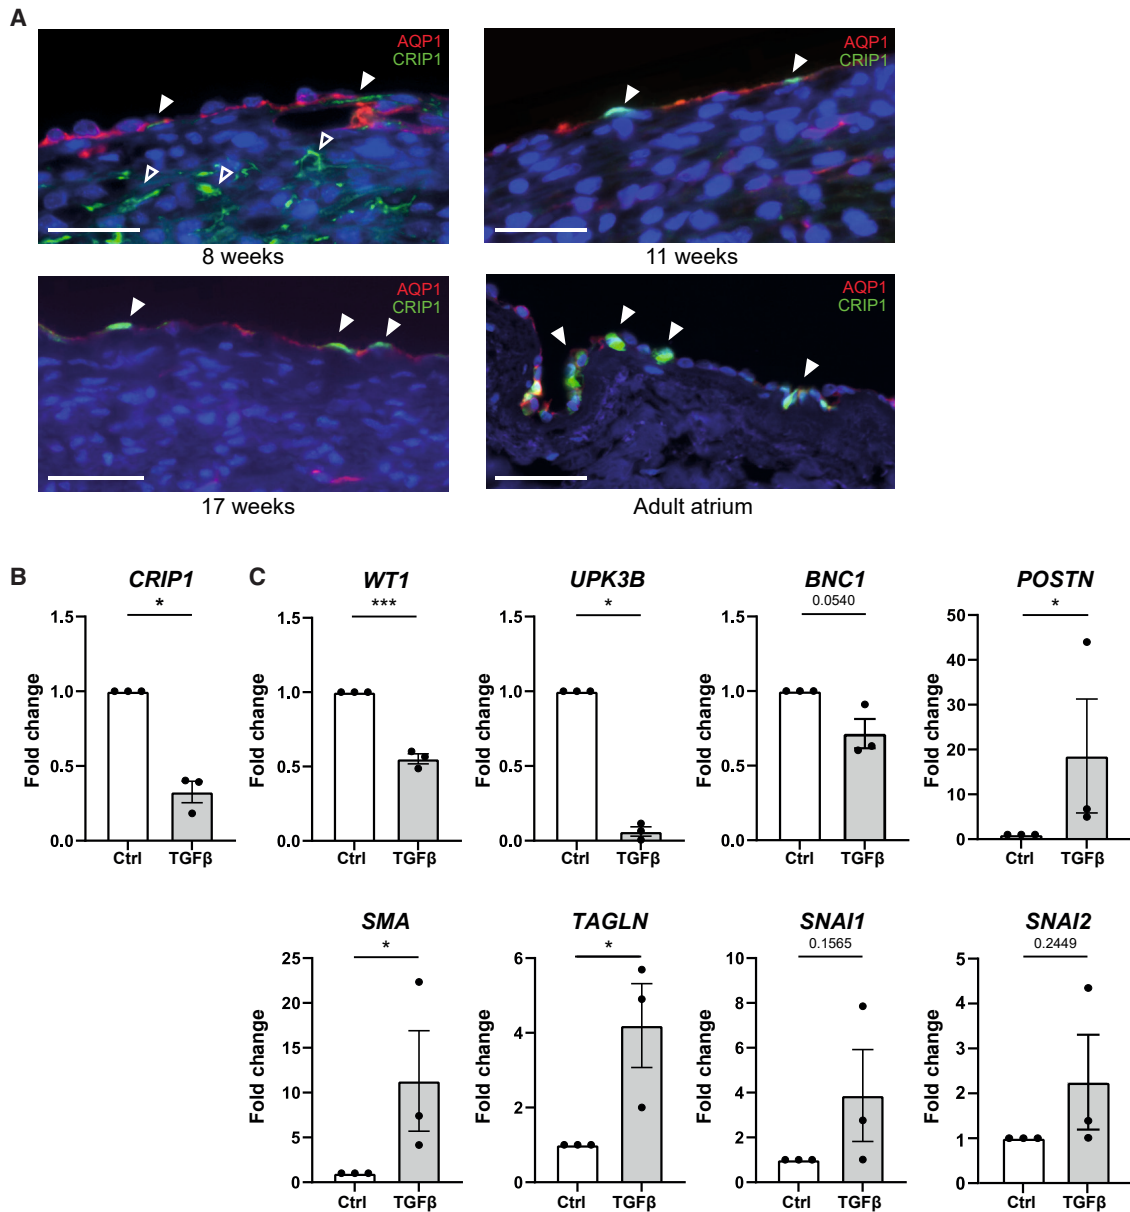 A
AQP1
CRIP1
8 weeks
AQP1
CRIP1
11 weeks
AQP1
CRIP1
17 weeks
AQP1
CRIP1
Adult atrium
B
CRIP1
*
Fold change
1.5
1.0
0.5
0.0
Ctrl
TGFβ
C
WT1
***
Fold change
1.5
1.0
0.5
0.0
Ctrl
TGFβ
UPK3B
*
Fold change
1.5
1.0
0.5
0.0
Ctrl
TGFβ
BNC1
0.0540
Fold change
1.5
1.0
0.5
0.0
Ctrl
TGFβ
POSTN
*
Fold change
50
40
30
20
10
0
Ctrl
TGFβ
SMA
*
Fold change
25
20
15
10
5
0
Ctrl
TGFβ
TAGLN
*
Fold change
6
4
2
0
Ctrl
TGFβ
SNAI1
0.1565
Fold change
10
8
6
4
2
0
Ctrl
TGFβ
SNAI2
0.2449
Fold change
5
4
3
2
1
0
Ctrl
TGFβ